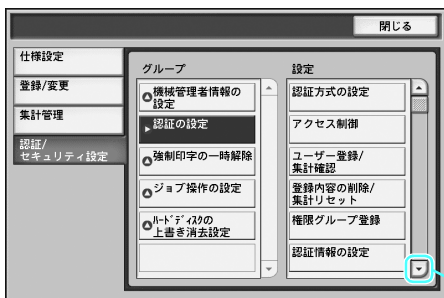 閉じる
仕様設定
登録/変更
集計管理
認証/
セキュリティ設定
グループ
機械管理者情報の
設定
認証の設定
強制印字の一時解除
ジョブ操作の設定
ﾊｰﾄﾞﾃﾞｨｽｸの
上書き消去設定
設定
認証方式の設定
アクセス制御
ユーザー登録/
集計確認
登録内容の削除/
集計リセット
権限グループ登録
認証情報の設定